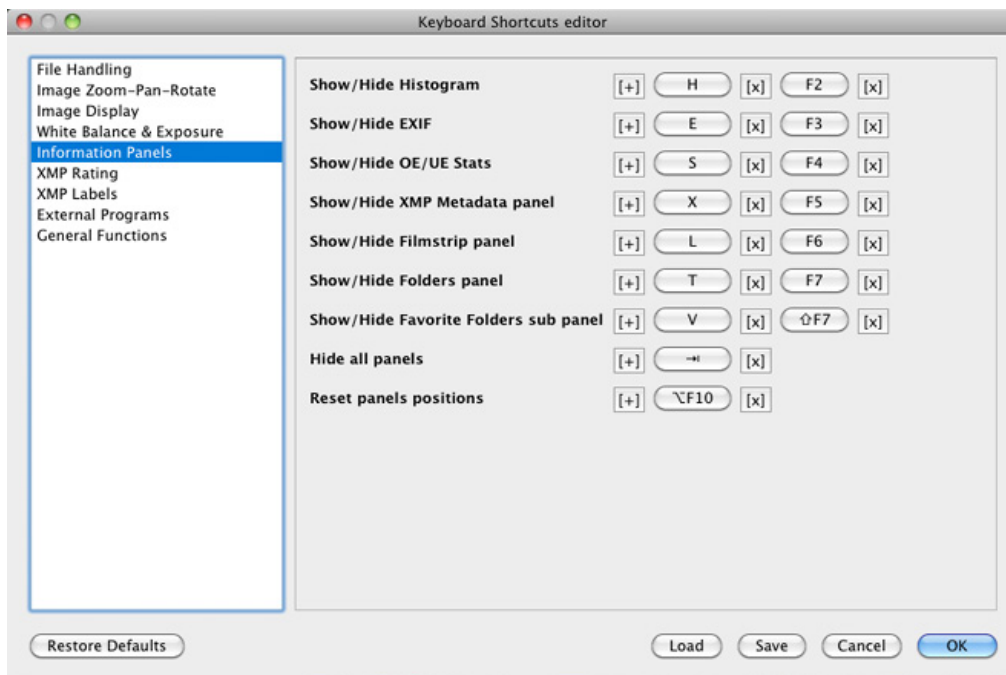 Keyboard Shortcuts editor
File Handling
Image Zoom-Pan-Rotate
Image Display
White Balance & Exposure
Information Panels
XMP Rating
XMP Labels
External Programs
General Functions
Show/Hide Histogram [+] H [x] F2 [x]
Show/Hide EXIF [+] E [x] F3 [x]
Show/Hide OE/UE Stats [+] S [x] F4 [x]
Show/Hide XMP Metadata panel [+] X [x] F5 [x]
Show/Hide Filmstrip panel [+] L [x] F6 [x]
Show/Hide Folders panel [+] T [x] F7 [x]
Show/Hide Favorite Folders sub panel [+] V [x] ⇧F7 [x]
Hide all panels [+] ⇥ [x]
Reset panels positions [+] ⌥F10 [x]
Restore Defaults
Load Save Cancel OK